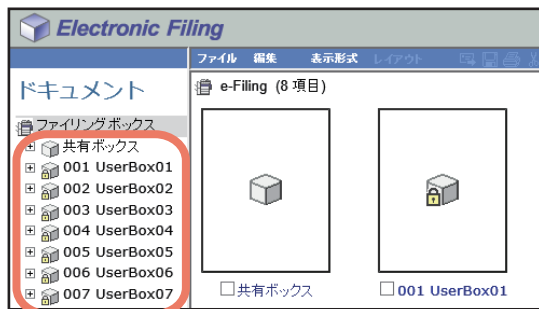 Electronic Filing
ファイル 編集 表示形式 レイアウト
ドキュメント
e-Filing (8 項目)
ファイリングボックス
共有ボックス
001 UserBox01
002 UserBox02
003 UserBox03
004 UserBox04
005 UserBox05
006 UserBox06
007 UserBox07
共有ボックス
001 UserBox01